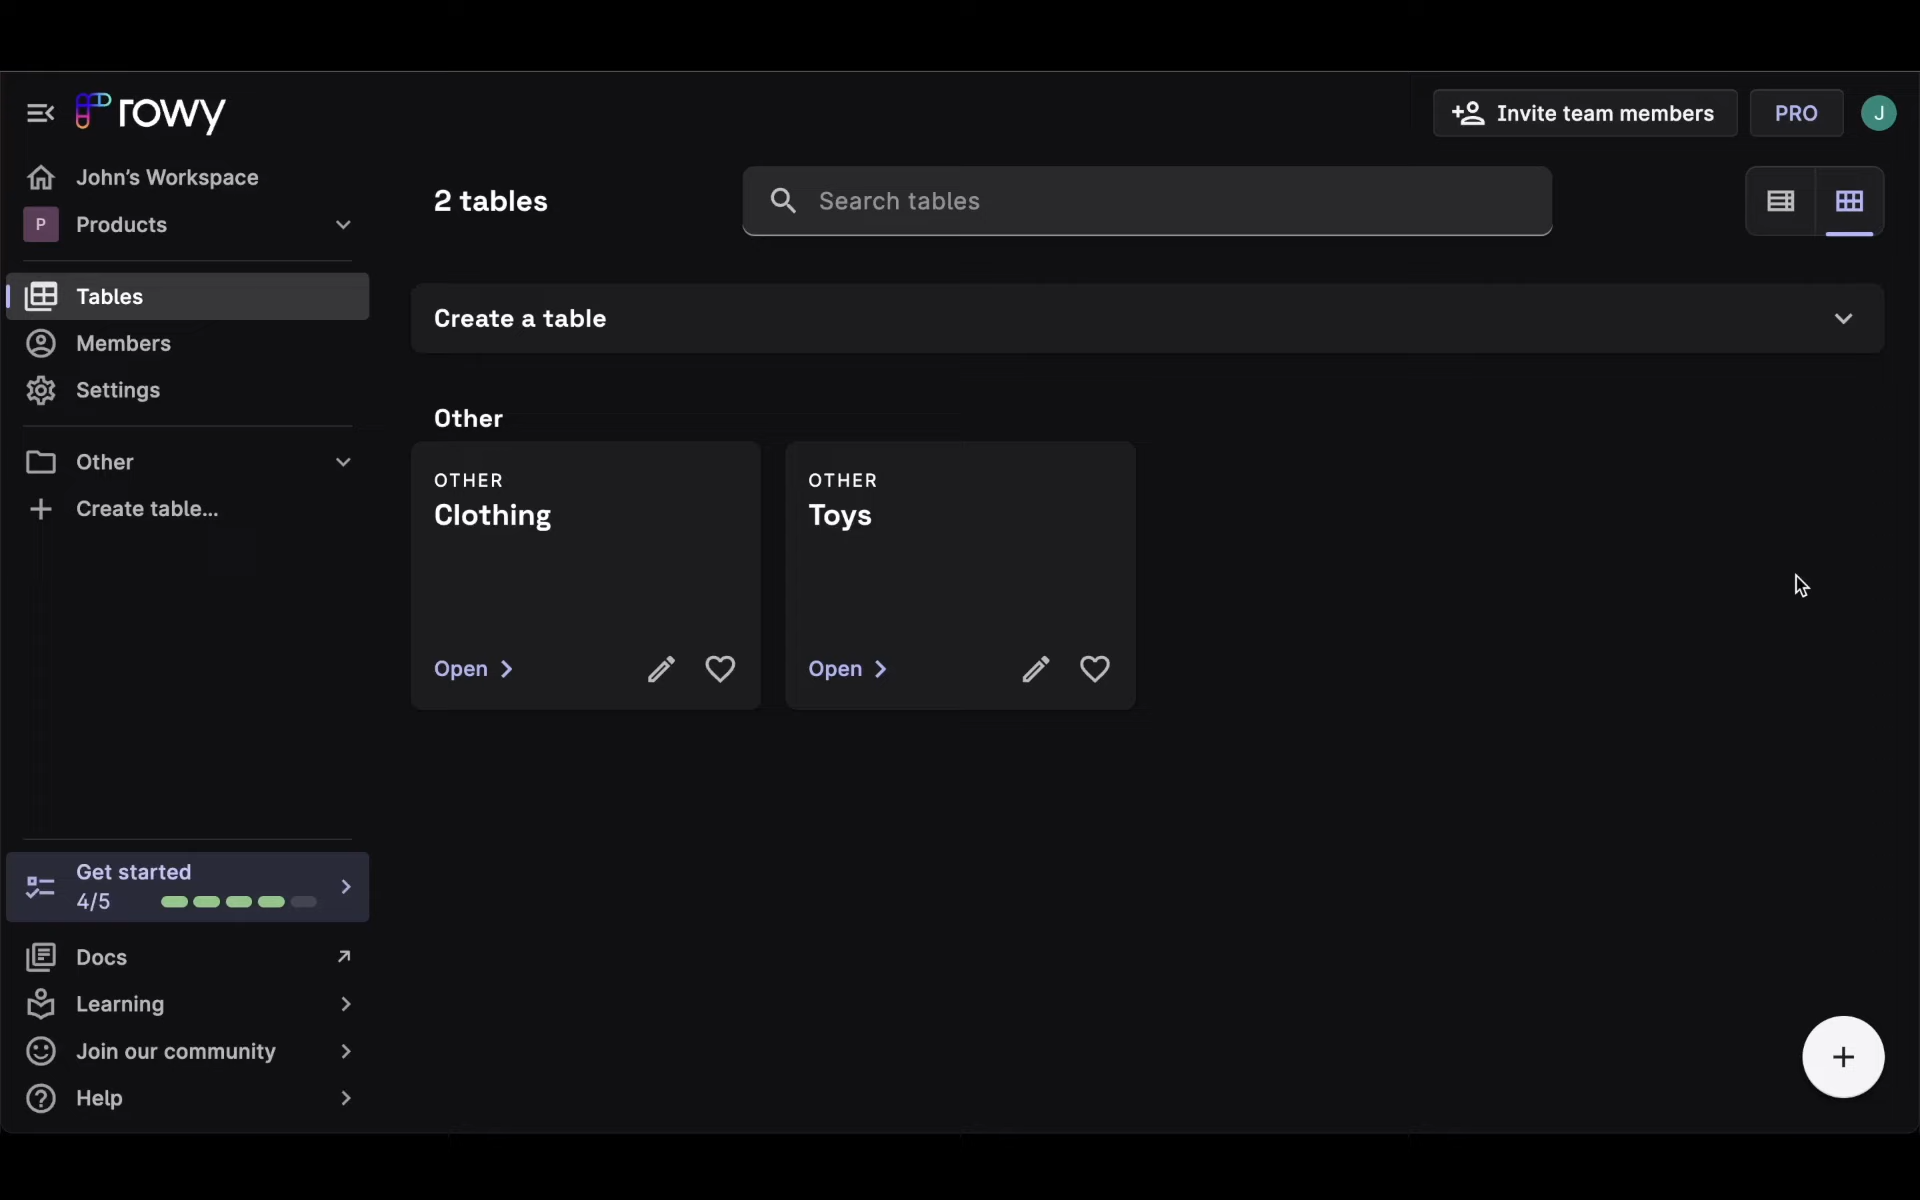 rowy
Invite team members
PRO
J
John's Workspace
P
Products
2 tables
Search tables
Tables
Members
Settings
Create a table
Other
Other
Create table...
OTHER
Clothing
Open
OTHER
Toys
Open
Get started
4/5
Docs
Learning
Join our community
Help